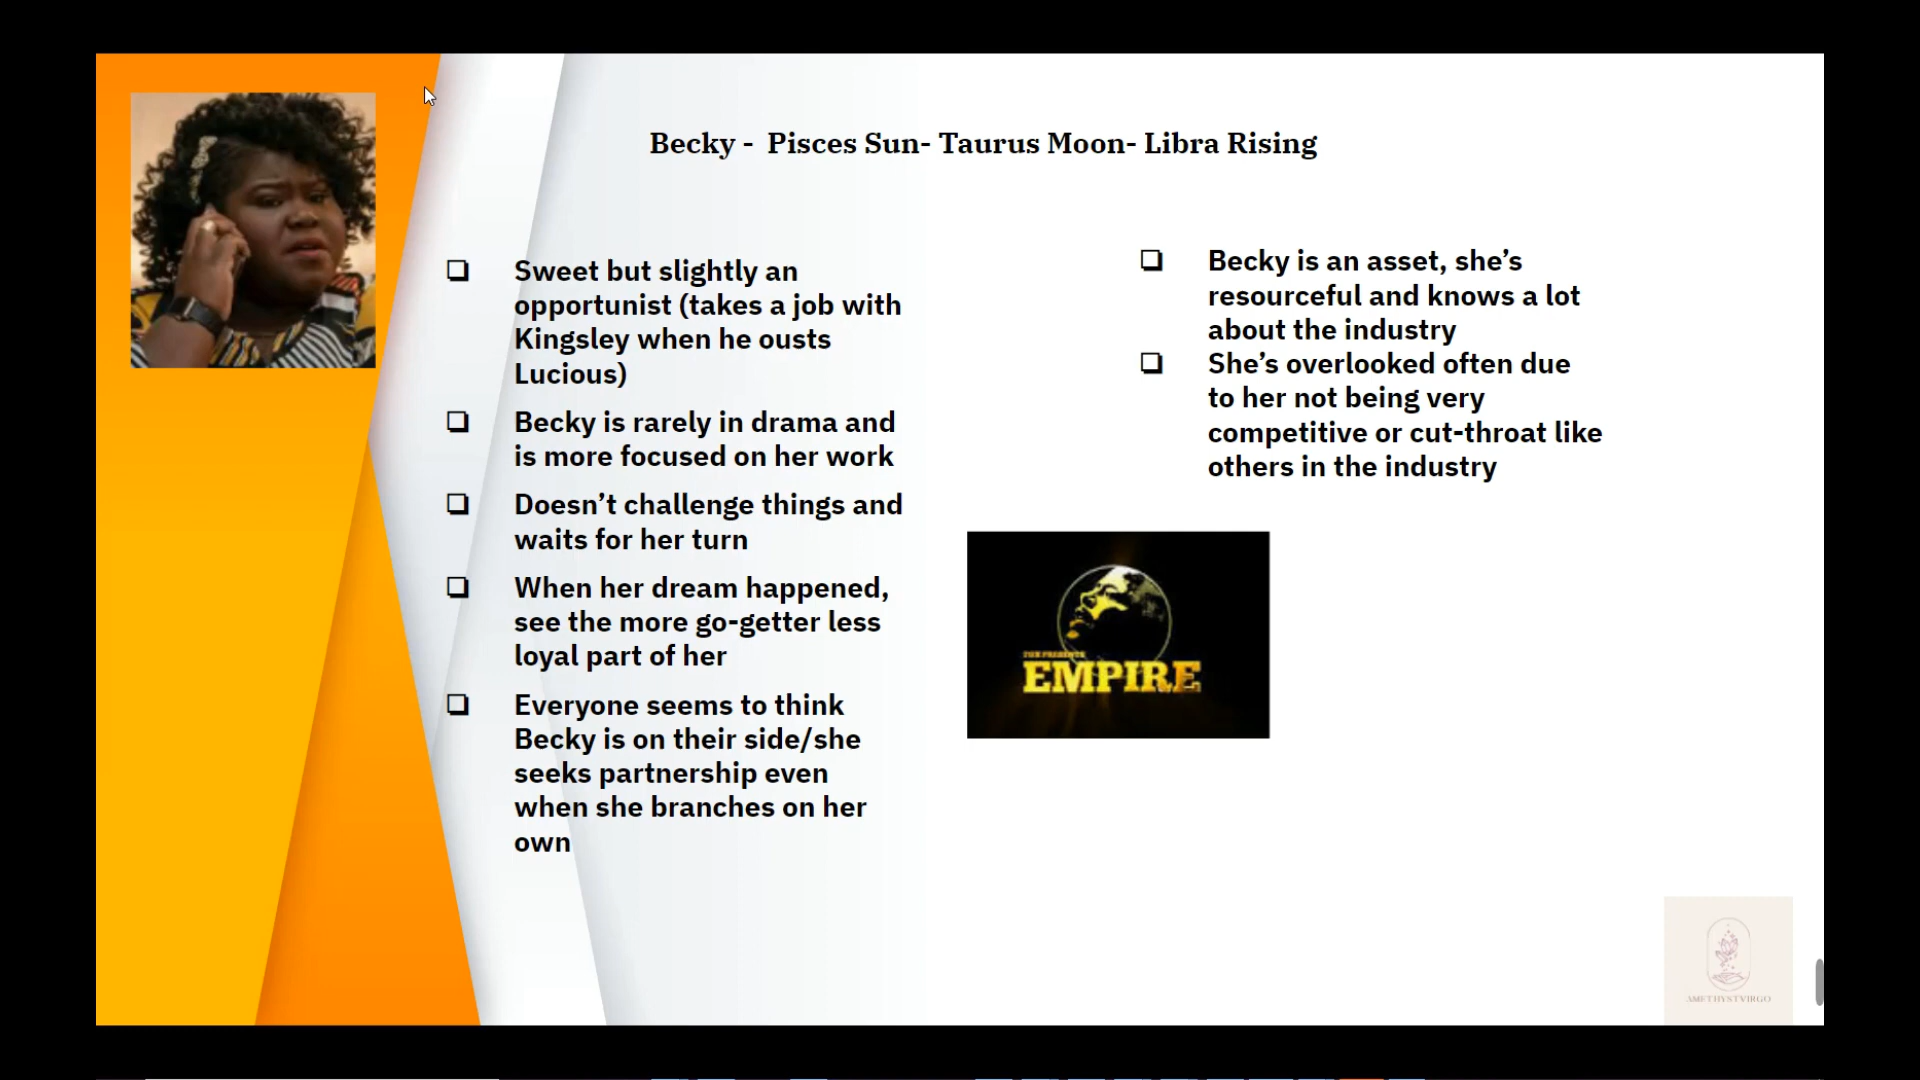 Becky - Pisces Sun- Taurus Moon- Libra Rising
❏ Sweet but slightly an
opportunist (takes a job with
Kingsley when he ousts
Lucious)
❏ Becky is rarely in drama and
is more focused on her work
❏ Doesn’t challenge things and
waits for her turn
❏ When her dream happened,
see the more go-getter less
loyal part of her
❏ Everyone seems to think
Becky is on their side/she
seeks partnership even
when she branches on her
own
❏ Becky is an asset, she’s
resourceful and knows a lot
about the industry
❏ She’s overlooked often due
to her not being very
competitive or cut-throat like
others in the industry
EMPIRE
AMETHYSTVIRGO